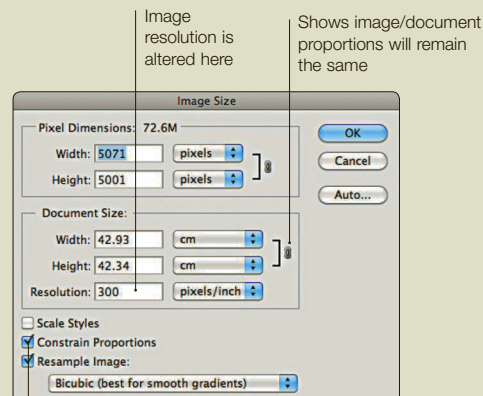 Image
resolution is
altered here
Shows image/document
proportions will remain
the same
Image Size
Pixel Dimensions: 72.6M
Width: 5071 pixels
Height: 5001 pixels
Document Size:
Width: 42.93 cm
Height: 42.34 cm
Resolution: 300 pixels/inch
Scale Styles
Constrain Proportions
Resample Image:
Bicubic (best for smooth gradients)
OK
Cancel
Auto...